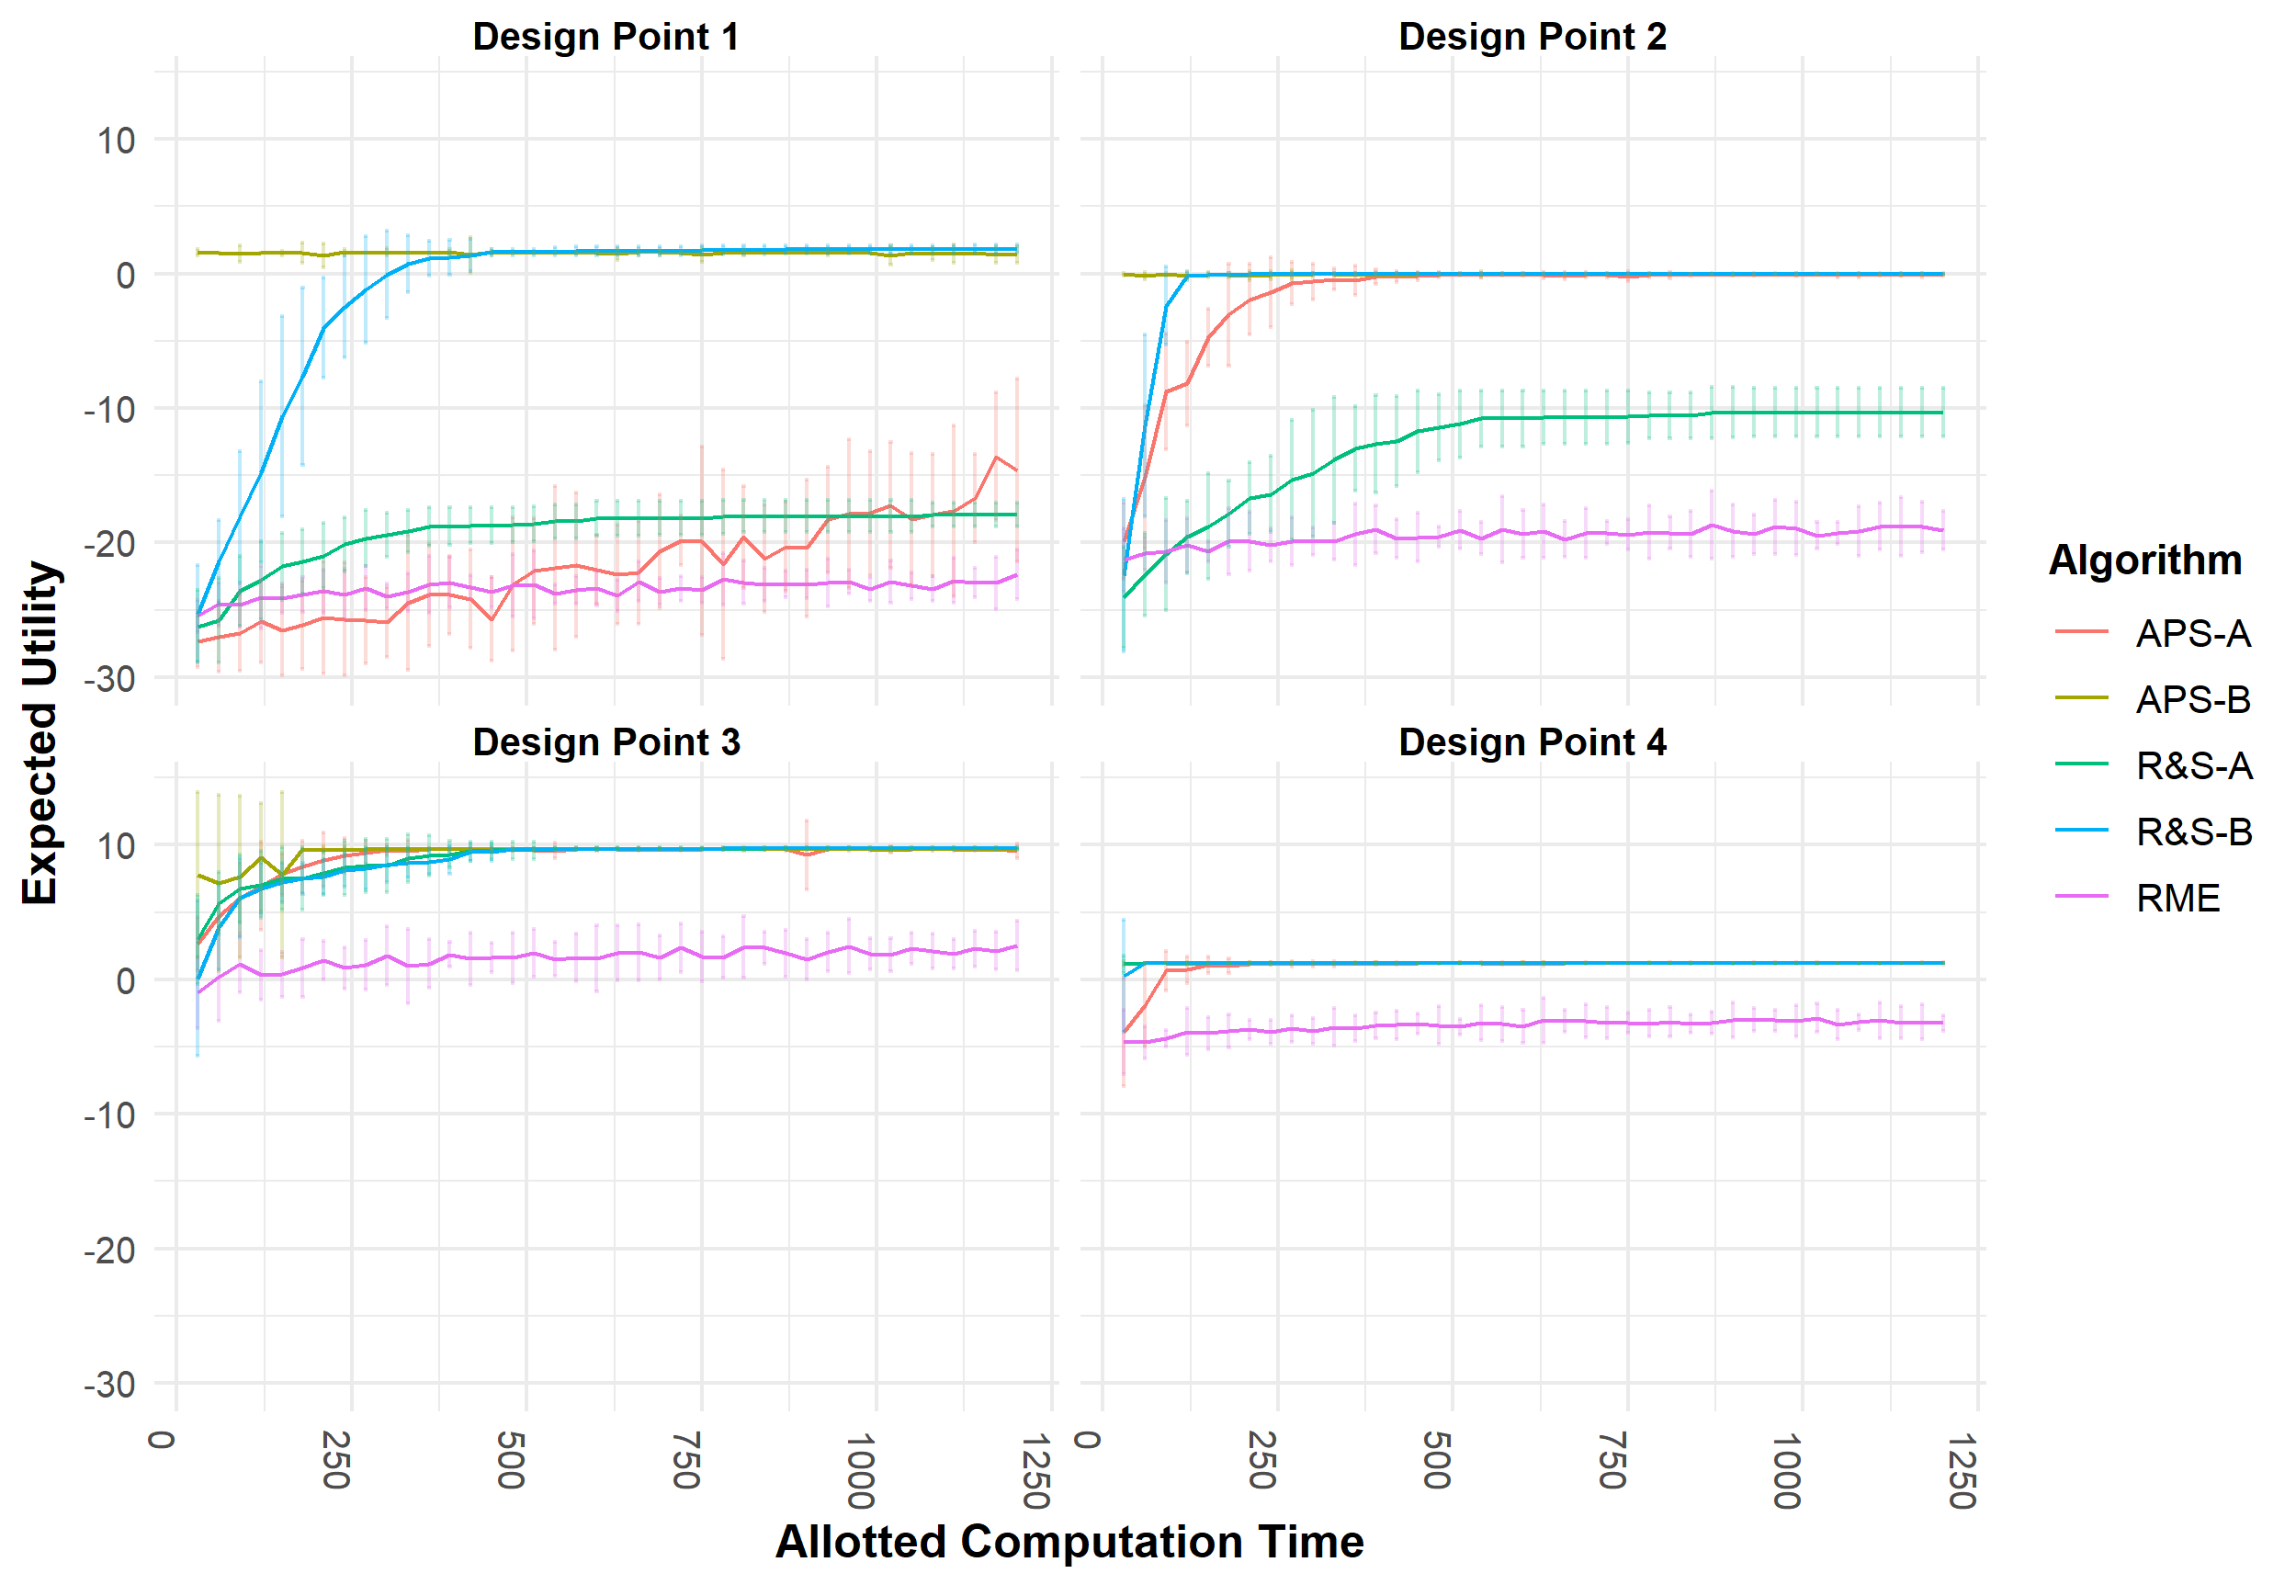 Design Point 1
Design Point 2
10
0
-10
-20
-30
Design Point 3
Design Point 4
10
0
-10
-20
-30
0
250
500
750
1000
1250
0
250
500
750
1000
1250
Expected Utility
Allotted Computation Time
Algorithm
APS-A
APS-B
R&S-A
R&S-B
RME